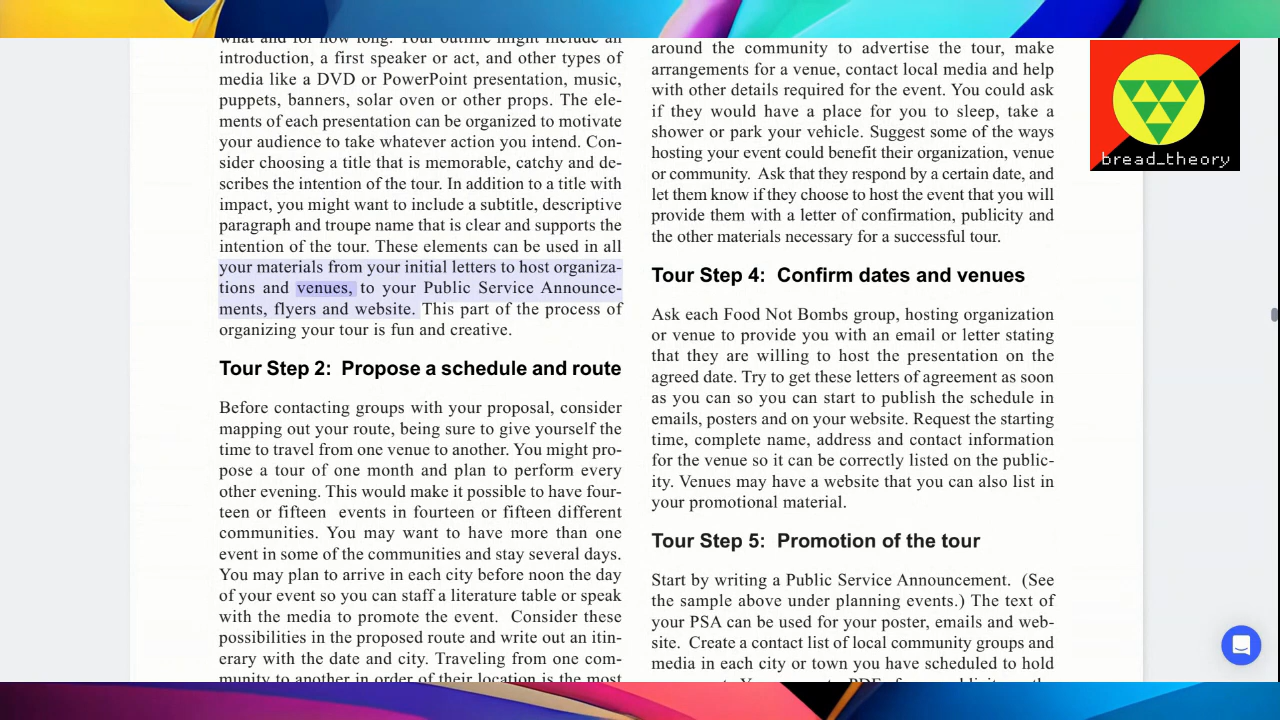 what and for how long. Your outline might include an
introduction, a first speaker or act, and other types of
media like a DVD or PowerPoint presentation, music,
puppets, banners, solar oven or other props. The ele-
ments of each presentation can be organized to motivate
your audience to take whatever action you intend. Con-
sider choosing a title that is memorable, catchy and de-
scribes the intention of the tour. In addition to a title with
impact, you might want to include a subtitle, descriptive
paragraph and troupe name that is clear and supports the
intention of the tour. These elements can be used in all
your materials from your initial letters to host organiza-
tions and venues, to your Public Service Announce-
ments, flyers and website. This part of the process of
organizing your tour is fun and creative.
Tour Step 2: Propose a schedule and route
Before contacting groups with your proposal, consider
mapping out your route, being sure to give yourself the
time to travel from one venue to another. You might pro-
pose a tour of one month and plan to perform every
other evening. This would make it possible to have four-
teen or fifteen events in fourteen or fifteen different
communities. You may want to have more than one
event in some of the communities and stay several days.
You may plan to arrive in each city before noon the day
of your event so you can staff a literature table or speak
with the media to promote the event. Consider these
possibilities in the proposed route and write out an itin-
erary with the date and city. Traveling from one com-
munity to another in order of their location is the most
around the community to advertise the tour, make
arrangements for a venue, contact local media and help
with other details required for the event. You could ask
if they would have a place for you to sleep, take a
shower or park your vehicle. Suggest some of the ways
hosting your event could benefit their organization, venue
or community. Ask that they respond by a certain date, and
let them know if they choose to host the event that you will
provide them with a letter of confirmation, publicity and
the other materials necessary for a successful tour.
Tour Step 4: Confirm dates and venues
Ask each Food Not Bombs group, hosting organization
or venue to provide you with an email or letter stating
that they are willing to host the presentation on the
agreed date. Try to get these letters of agreement as soon
as you can so you can start to publish the schedule in
emails, posters and on your website. Request the starting
time, complete name, address and contact information
for the venue so it can be correctly listed on the public-
ity. Venues may have a website that you can also list in
your promotional material.
Tour Step 5: Promotion of the tour
Start by writing a Public Service Announcement. (See
the sample above under planning events.) The text of
your PSA can be used for your poster, emails and web-
site. Create a contact list of local community groups and
media in each city or town you have scheduled to hold
bread_theory